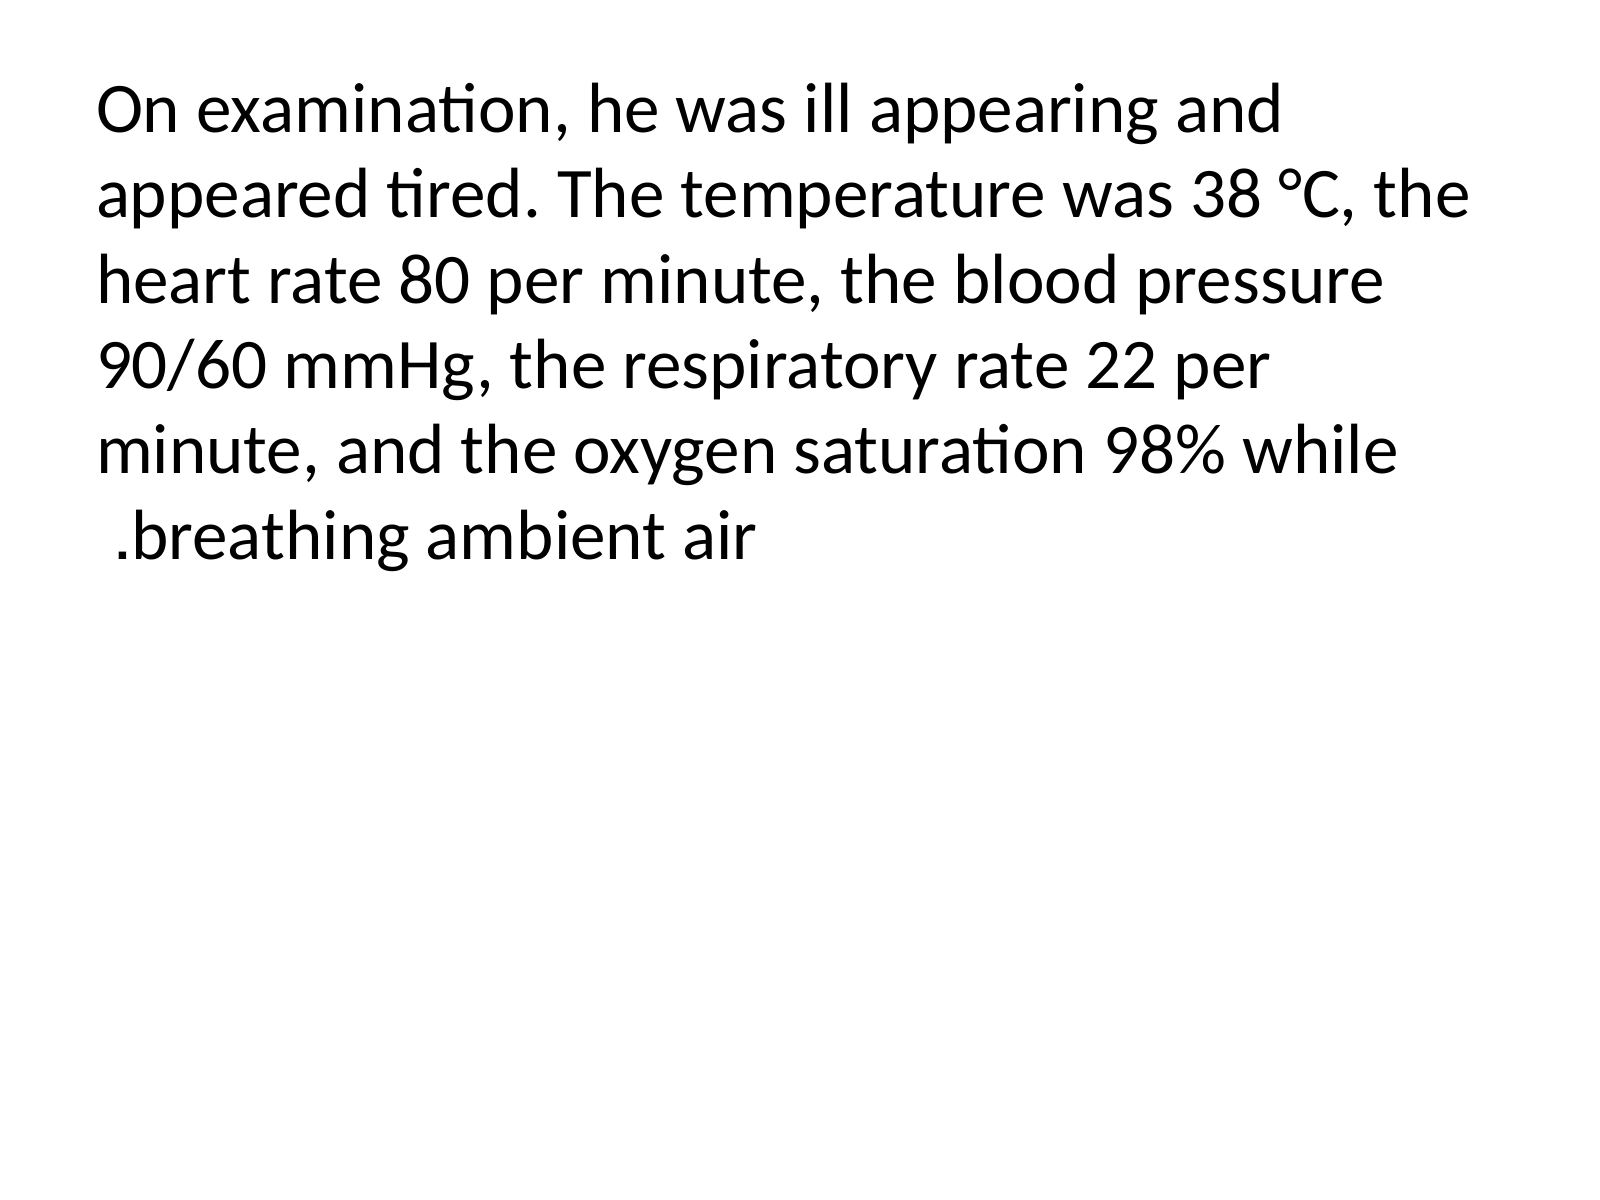 On examination, he was ill appearing and
appeared tired. The temperature was 38 °C, the
heart rate 80 per minute, the blood pressure
90/60 mmHg, the respiratory rate 22 per
minute, and the oxygen saturation 98% while
.breathing ambient air